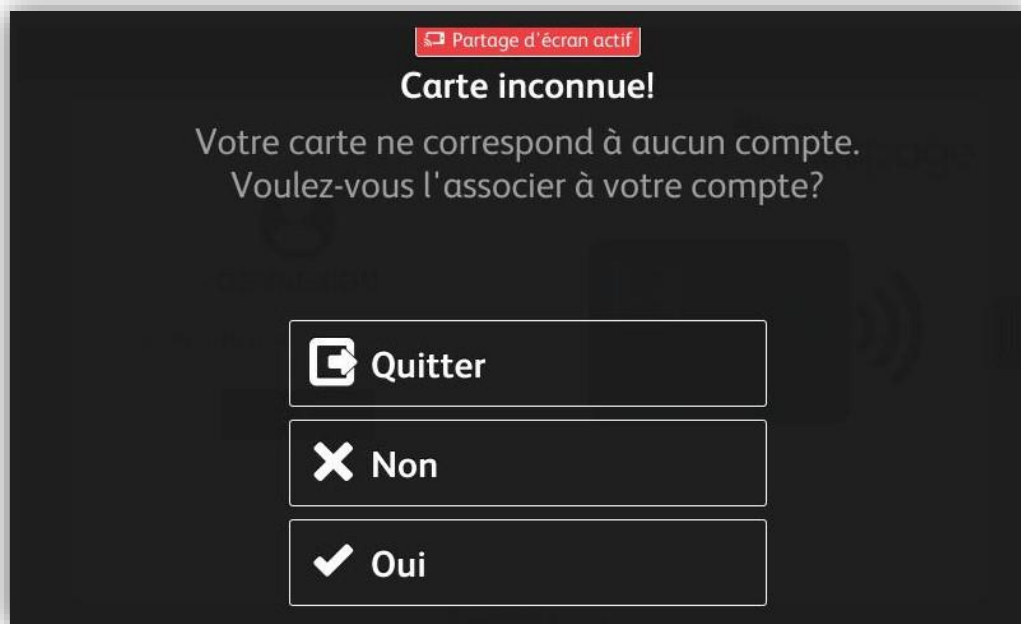 Partage d'écran actif
Carte inconnue!
Votre carte ne correspond à aucun compte.
Voulez-vous l'associer à votre compte?
Quitter
Non
Oui